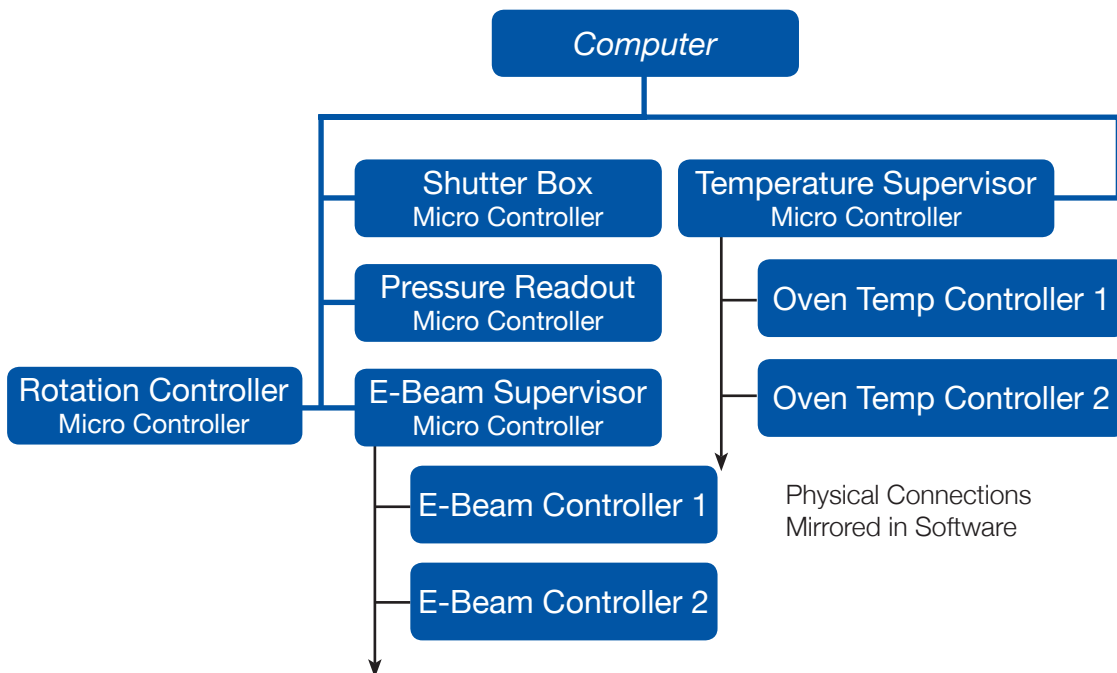 Computer
Shutter Box
Micro Controller
Temperature Supervisor
Micro Controller
Pressure Readout
Micro Controller
Oven Temp Controller 1
Rotation Controller
Micro Controller
E-Beam Supervisor
Micro Controller
Oven Temp Controller 2
E-Beam Controller 1
Physical Connections
Mirrored in Software
E-Beam Controller 2